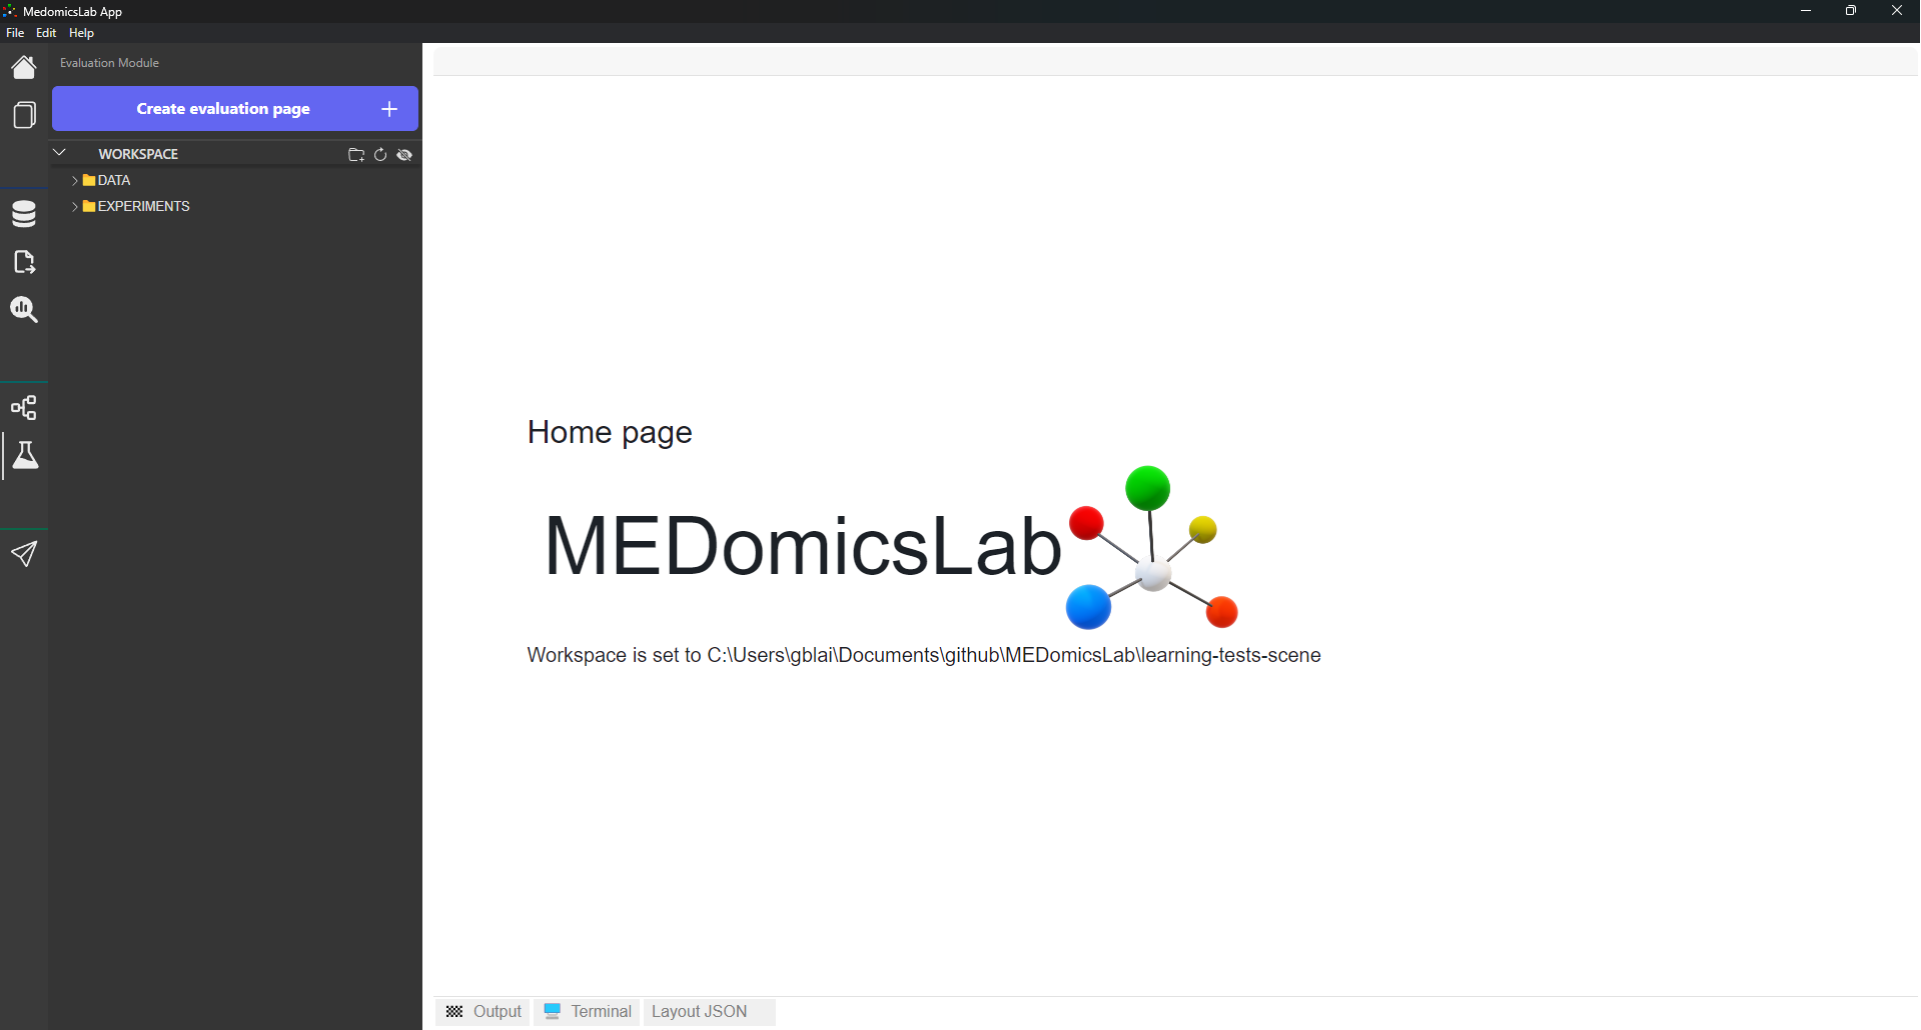 MedomicsLab App
File Edit Help
Evaluation Module
Create evaluation page
WORKSPACE
DATA
EXPERIMENTS
Home page
MEDomicsLab
Workspace is set to C:\Users\gblai\Documents\github\MEDomicsLab\learning-tests-scene
Output Terminal Layout JSON